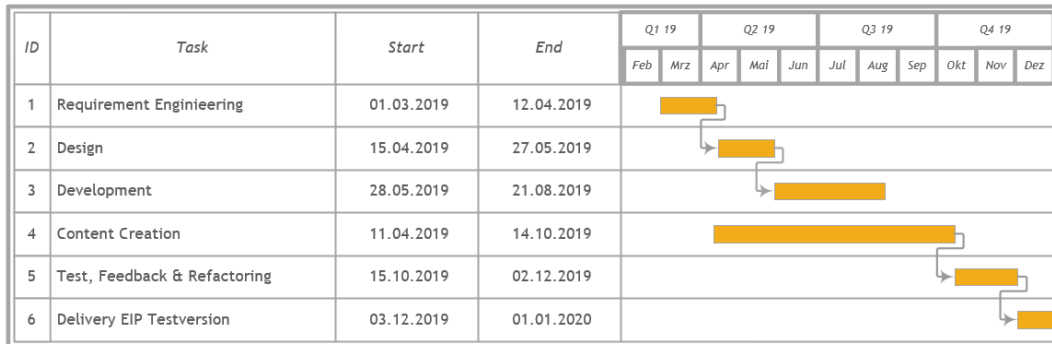 ID Task Start End Q1 19 Q2 19 Q3 19 Q4 19
Feb Mrz Apr Mai Jun Jul Aug Sep Okt Nov Dez
1 Requirement Enginieering 01.03.2019 12.04.2019
2 Design 15.04.2019 27.05.2019
3 Development 28.05.2019 21.08.2019
4 Content Creation 11.04.2019 14.10.2019
5 Test, Feedback & Refactoring 15.10.2019 02.12.2019
6 Delivery EIP Testversion 03.12.2019 01.01.2020